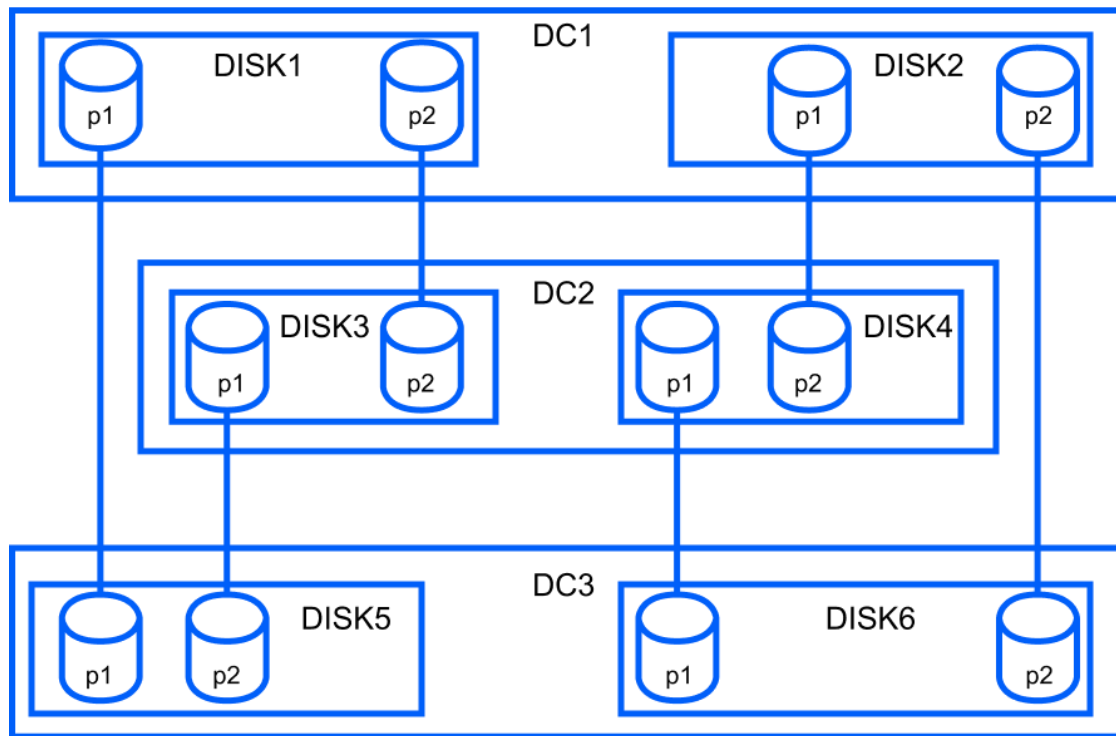 DC1
DISK1
DISK2
p1
p2
p1
p2
DC2
DISK3
DISK4
p1
p2
p1
p2
DC3
DISK5
DISK6
p1
p2
p1
p2